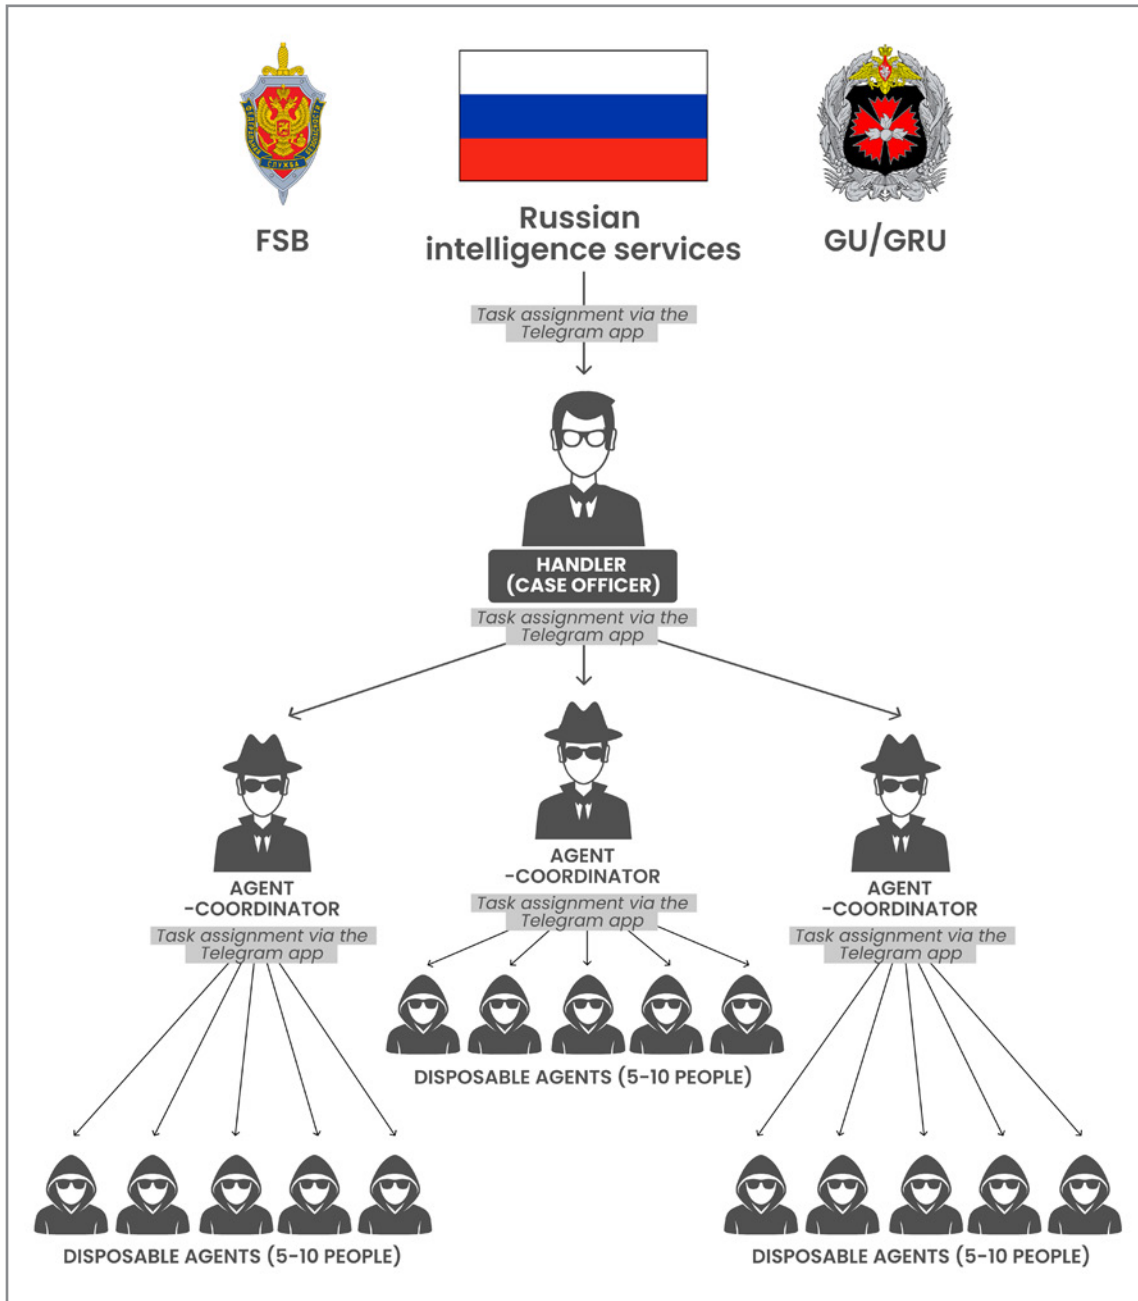 FSB
Russian
intelligence services
GU/GRU
Task assignment via the
Telegram app
HANDLER
(CASE OFFICER)
Task assignment via the
Telegram app
AGENT
-COORDINATOR
Task assignment via the
Telegram app
AGENT
-COORDINATOR
Task assignment via the
Telegram app
AGENT
-COORDINATOR
Task assignment via the
Telegram app
DISPOSABLE AGENTS (5-10 PEOPLE)
DISPOSABLE AGENTS (5-10 PEOPLE)
DISPOSABLE AGENTS (5-10 PEOPLE)